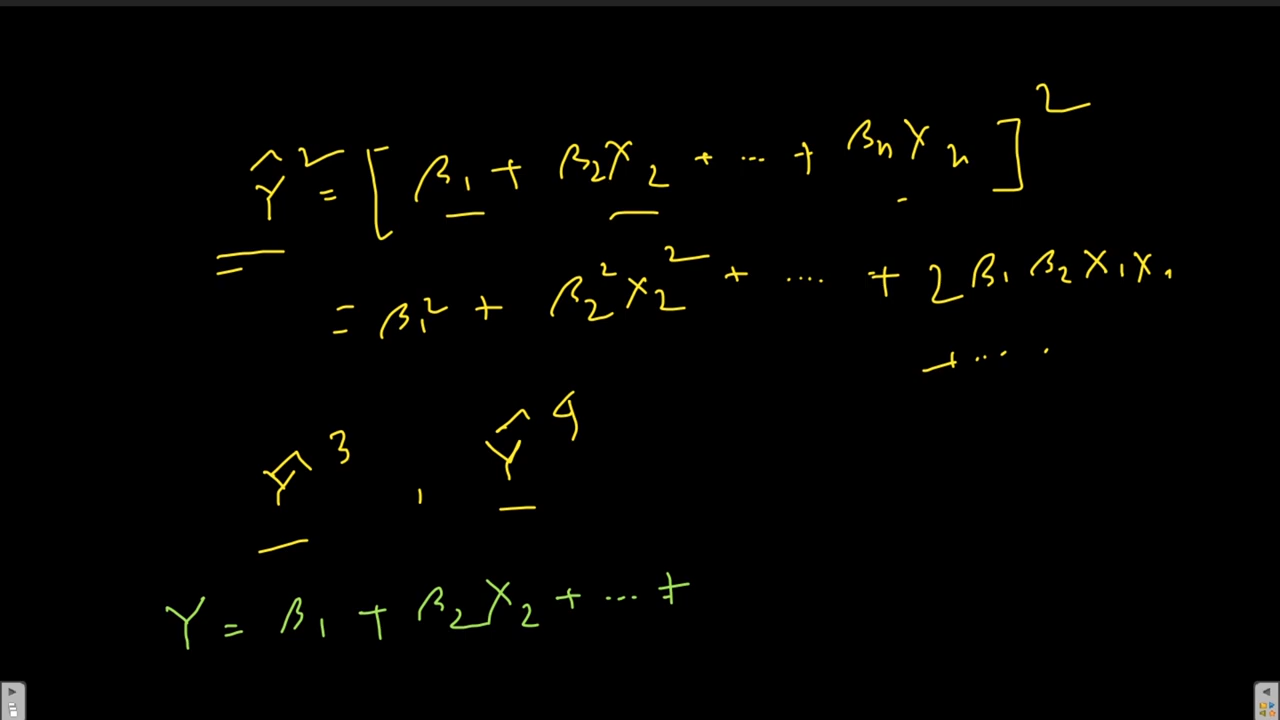 Ŷ² = [β₁ + β₂X₂ + ... + βₙXₙ]²
= β₁² + β₂²X₂² + .... + 2β₁β₂X₁X₁
+ ... .
Ŷ³ , Ŷ⁴
Y = β₁ + β₂X₂ + ... +